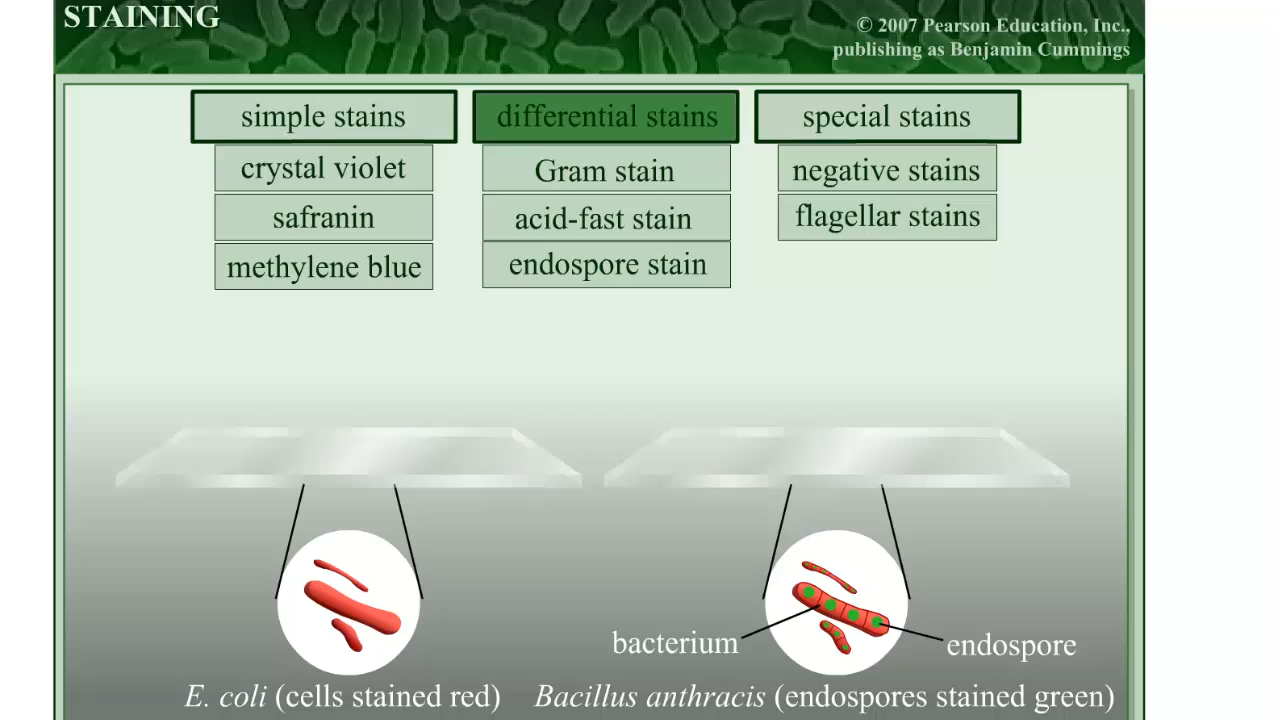 STAINING
© 2007 Pearson Education, Inc.,
publishing as Benjamin Cummings
simple stains
crystal violet
safranin
methylene blue
differential stains
Gram stain
acid-fast stain
endospore stain
special stains
negative stains
flagellar stains
bacterium
endospore
E. coli (cells stained red)
Bacillus anthracis (endospores stained green)